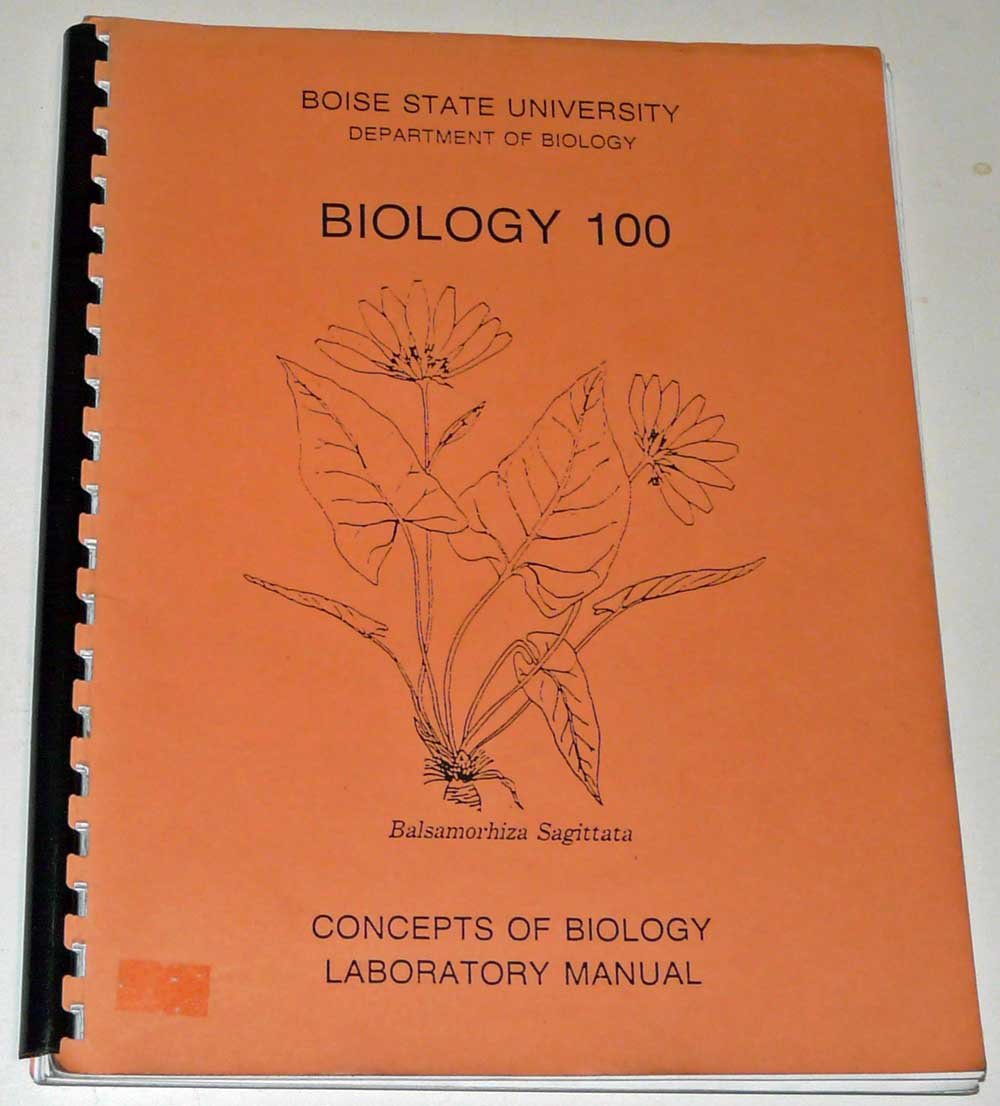 BOISE STATE UNIVERSITY
DEPARTMENT OF BIOLOGY
BIOLOGY 100
Balsamorhiza Sagittata
CONCEPTS OF BIOLOGY
LABORATORY MANUAL